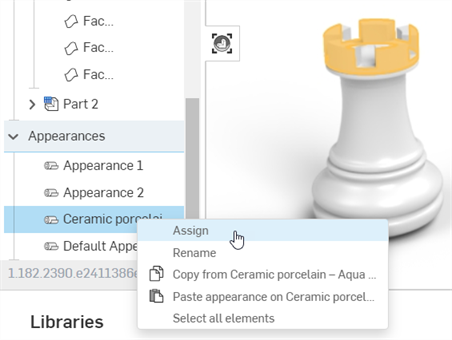 Fac...
Fac...
Fac...
Part 2
Appearances
Appearance 1
Appearance 2
Ceramic porcelai
Default Appe
Assign
Rename
Copy from Ceramic porcelain – Aqua ...
Paste appearance on Ceramic porcel...
Select all elements
1.182.2390.e2411386e
Libraries